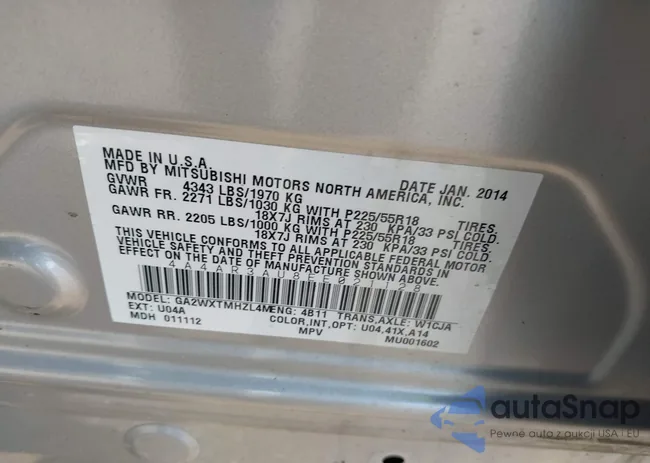 MADE IN U.S.A. DATE JAN. 2014
MFD BY MITSUBISHI MOTORS NORTH AMERICA, INC.
GVWR 4343 LBS/1970 KG
GAWR FR. 2271 LBS/1030 KG WITH P225/55R18 TIRES,
18X7J RIMS AT 230 KPA/33 PSI COLD.
GAWR RR. 2205 LBS/1000 KG WITH P225/55R18 TIRES,
18X7J RIMS AT 230 KPA/33 PSI COLD.
THIS VEHICLE CONFORMS TO ALL APPLICABLE FEDERAL MOTOR
VEHICLE SAFETY AND THEFT PREVENTION STANDARDS IN
EFFECT ON THE DATE OF MANUFACTURE SHOWN ABOVE.
MODEL: GA2WXTMHZL4M ENG: 4B11 TRANS,AXLE: W1CJA
EXT: U04A COLOR,INT,OPT: U04,41X,A14
MDH 011112 MPV MU001602
autaSnap
Pewne auto z aukcji USA i EU